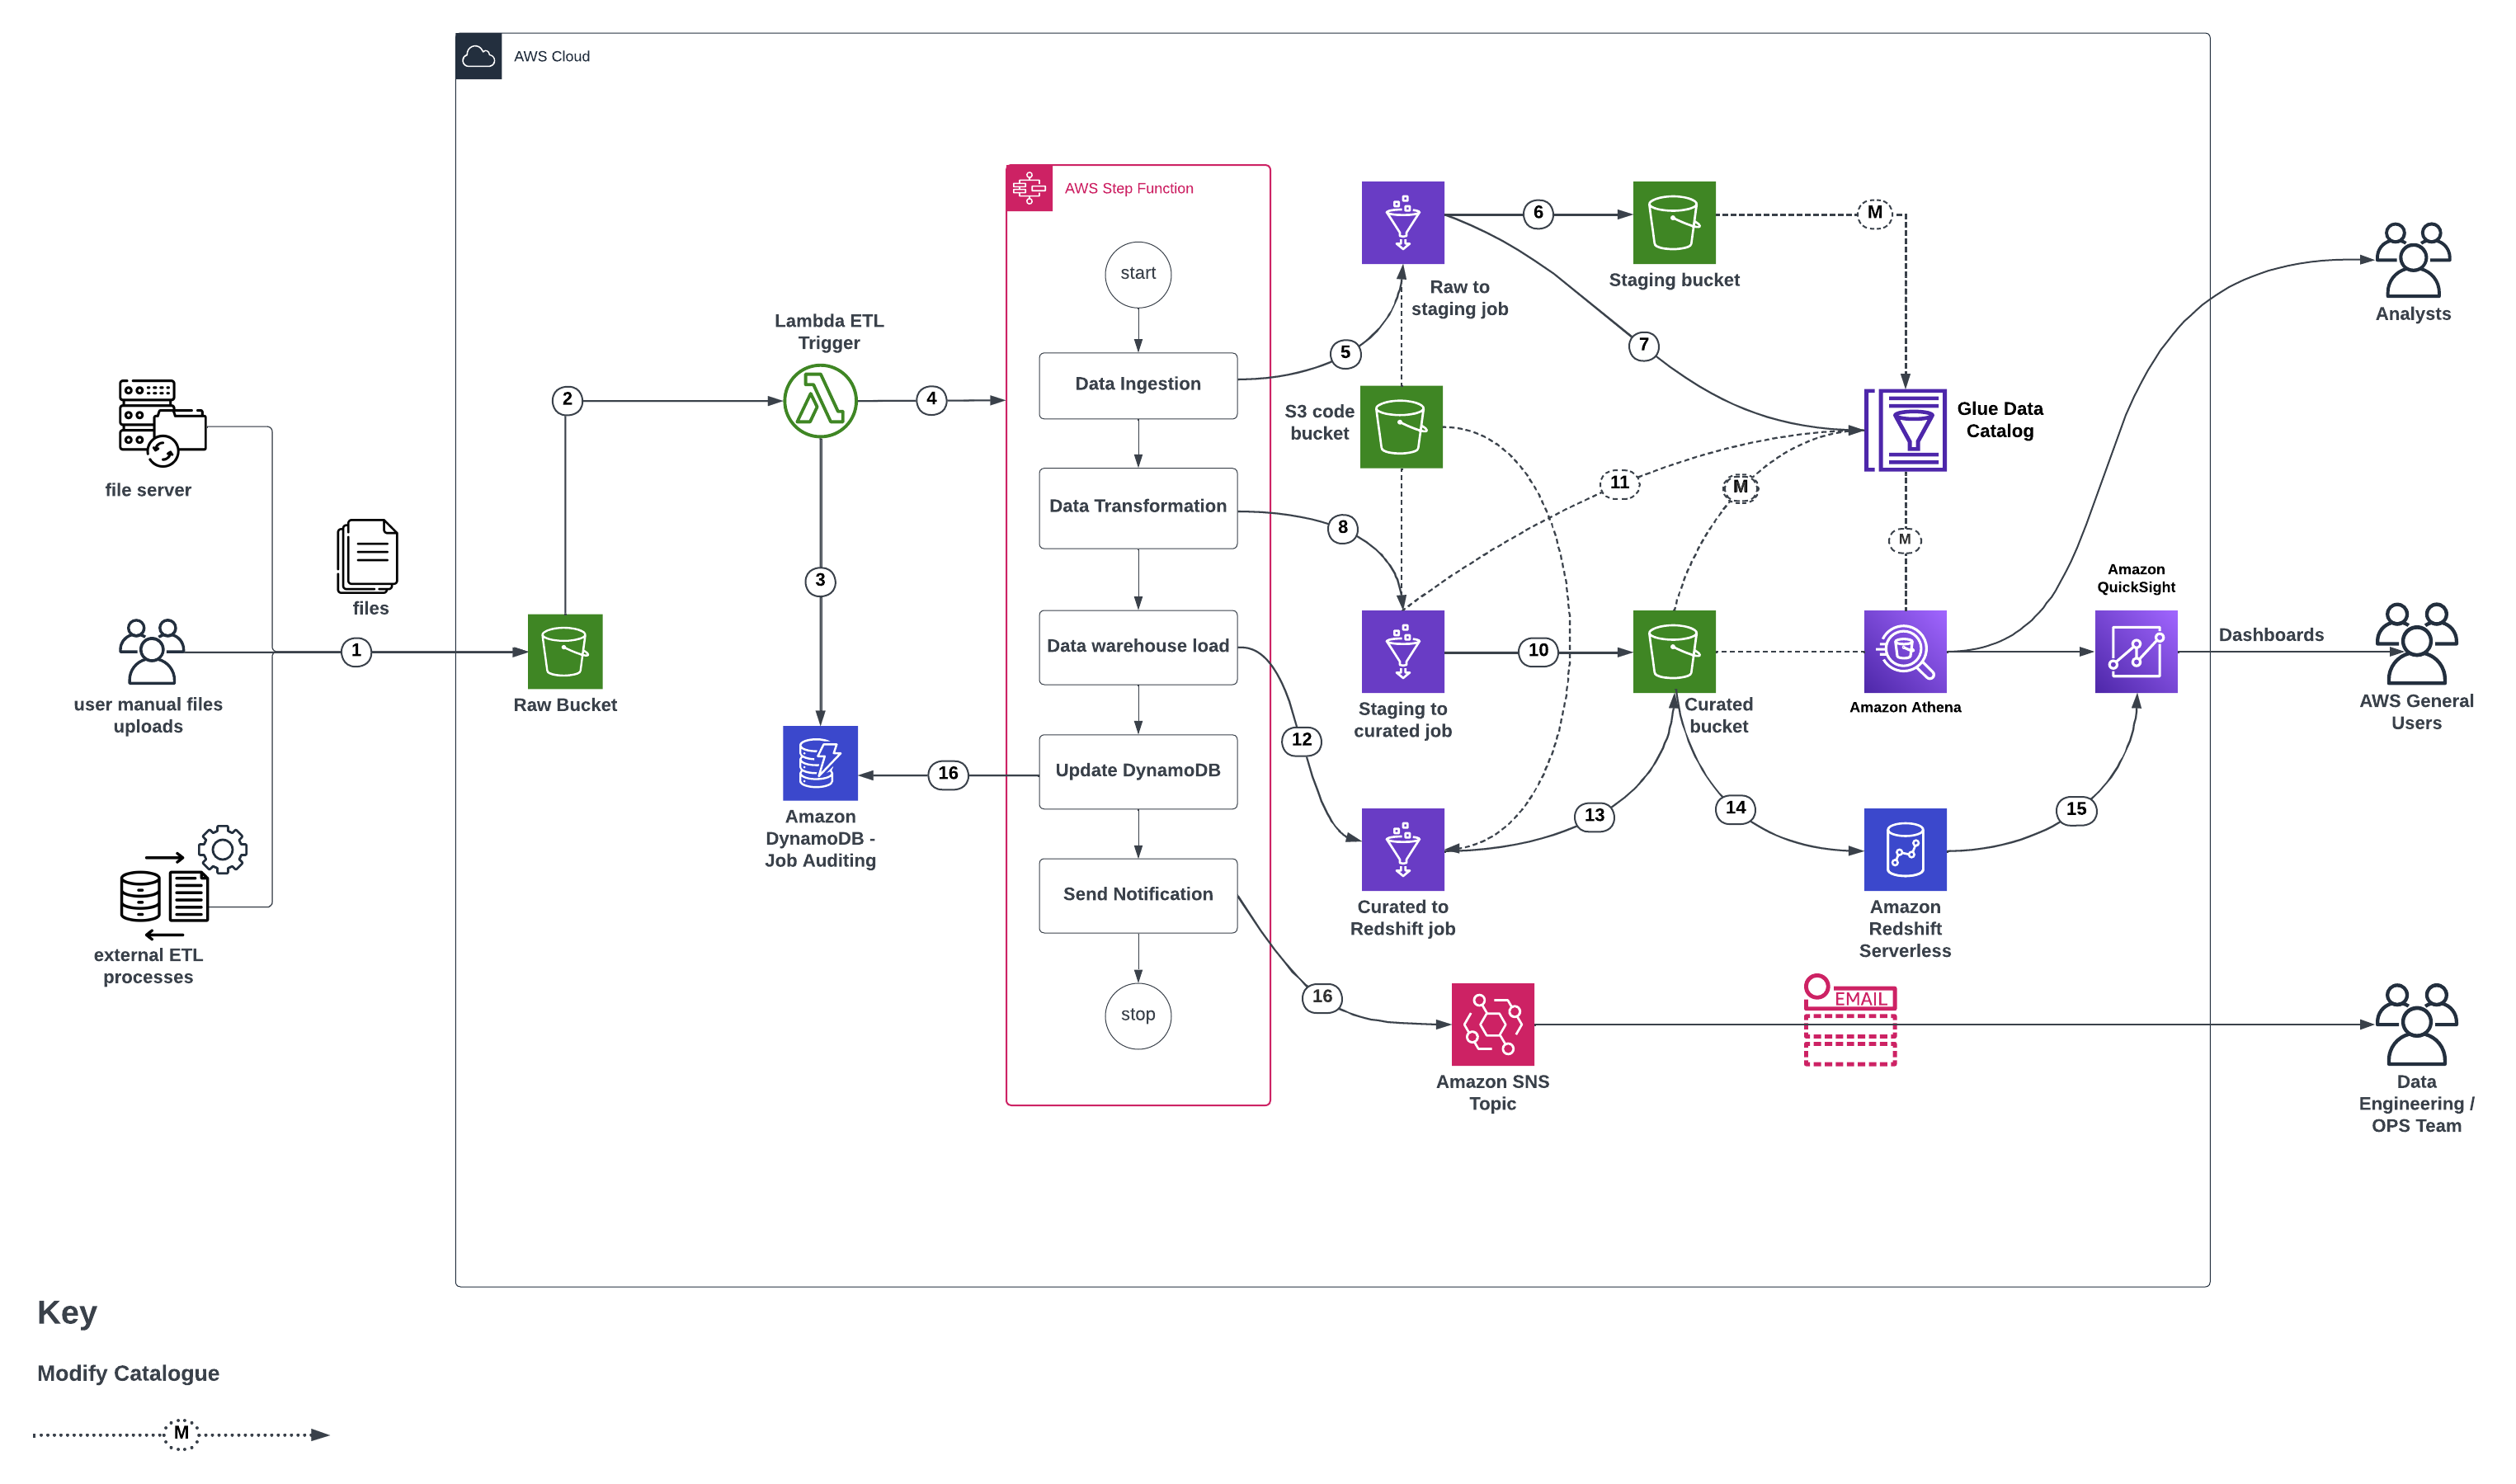 AWS Cloud
AWS Step Function
start
Data Ingestion
Data Transformation
Data warehouse load
Update DynamoDB
Send Notification
stop
file server
files
user manual files
uploads
external ETL
processes
1
Raw Bucket
2
Lambda ETL
Trigger
3
4
Amazon
DynamoDB -
Job Auditing
16
5
Raw to
staging job
6
Staging bucket
M
7
S3 code
bucket
Glue Data
Catalog
8
11
M
M
Staging to
curated job
10
Curated
bucket
Amazon Athena
Amazon
QuickSight
Dashboards
12
Curated to
Redshift job
13
14
Amazon
Redshift
Serverless
15
16
Amazon SNS
Topic
EMAIL
Analysts
AWS General
Users
Data
Engineering /
OPS Team
Key
Modify Catalogue
M